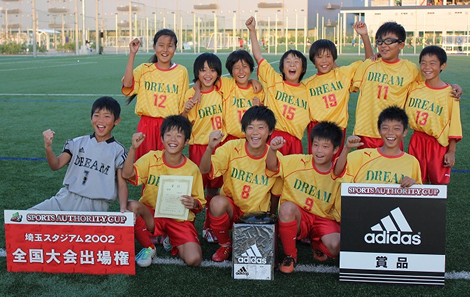 DREAM
12
DREAM
18
DREAM
15
DREAM
19
DREAM
11
DREAM
13
DREAM
1
DREAM
DREAM
8
DREAM
9
DREAM
SPORTS AUTHORITY CUP
埼玉スタジアム2002
全国大会出場権
adidas
SPORTS AUTHORITY CUP
adidas
賞品